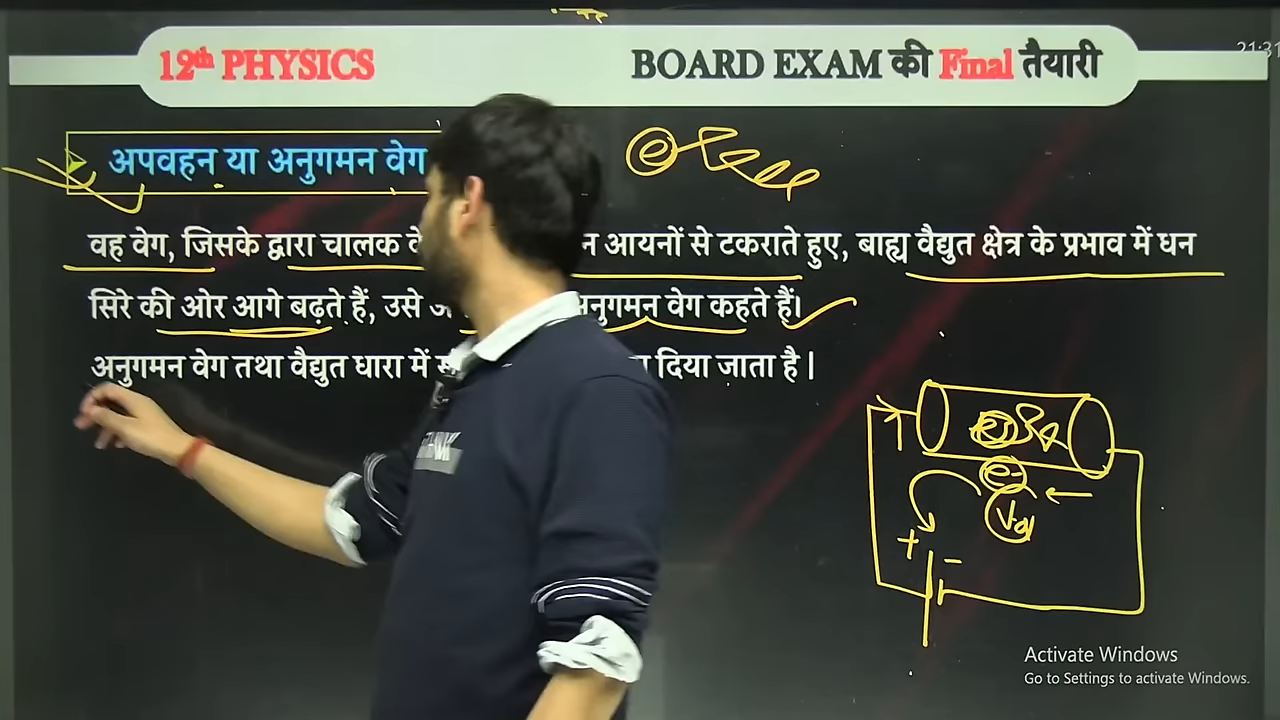 12th PHYSICS
BOARD EXAM की Final तैयारी
21:31
अपवहन या अनुगमन वेग
वह वेग, जिसके द्वारा चालक आयनों से टकराते हुए, बाह्य वैद्युत क्षेत्र के प्रभाव में धन
सिरे की ओर आगे बढ़ते हैं, उसे अनुगमन वेग कहते हैं।
अनुगमन वेग तथा वैद्युत धारा में दिया जाता है |
e
e
e-
Vd
+ -
Activate Windows
Go to Settings to activate Windows.